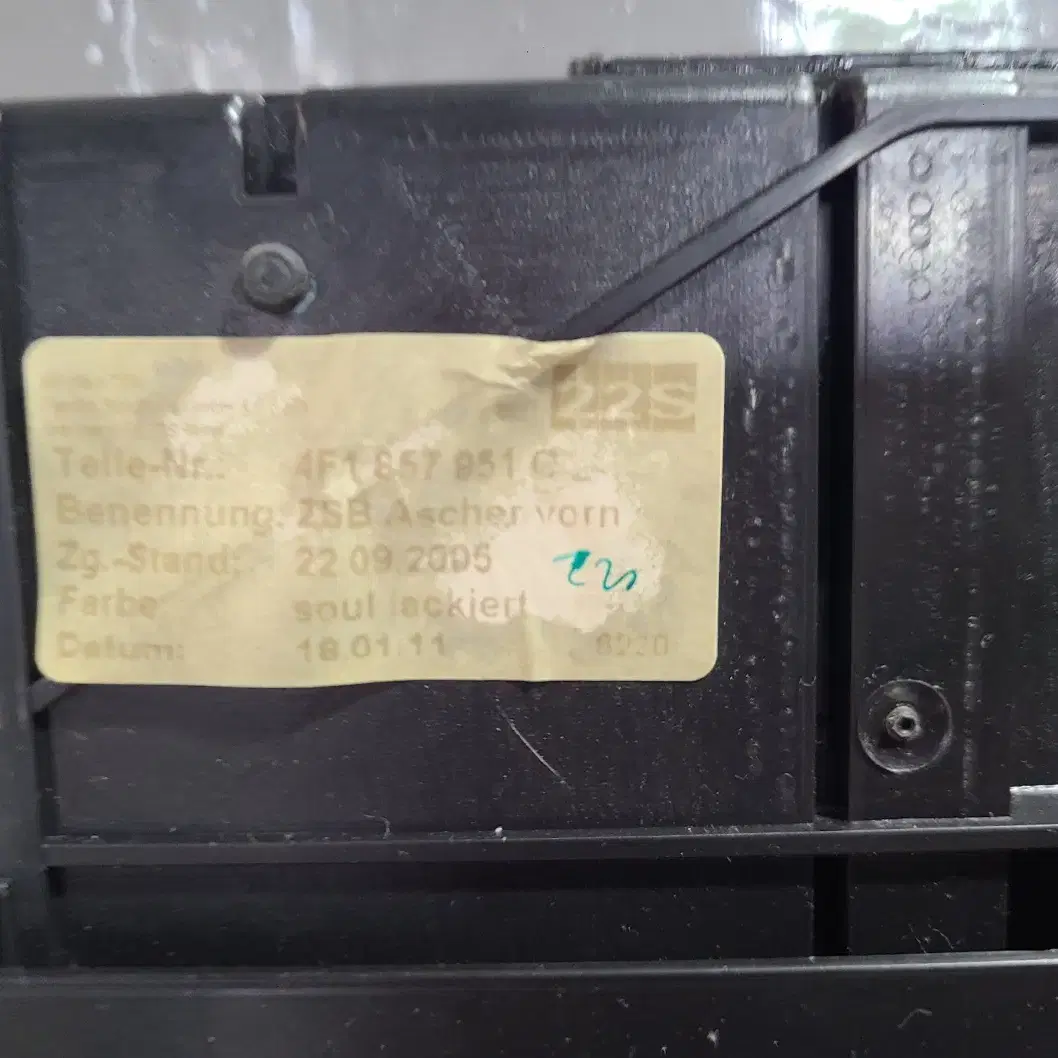 22S
Teile-Nr.: 4F1 857 951 C
Benennung: ZSB Ascher vorn
Zg.-Stand: 22.09.2005
Farbe soul lackiert
Datum: 18.01.11